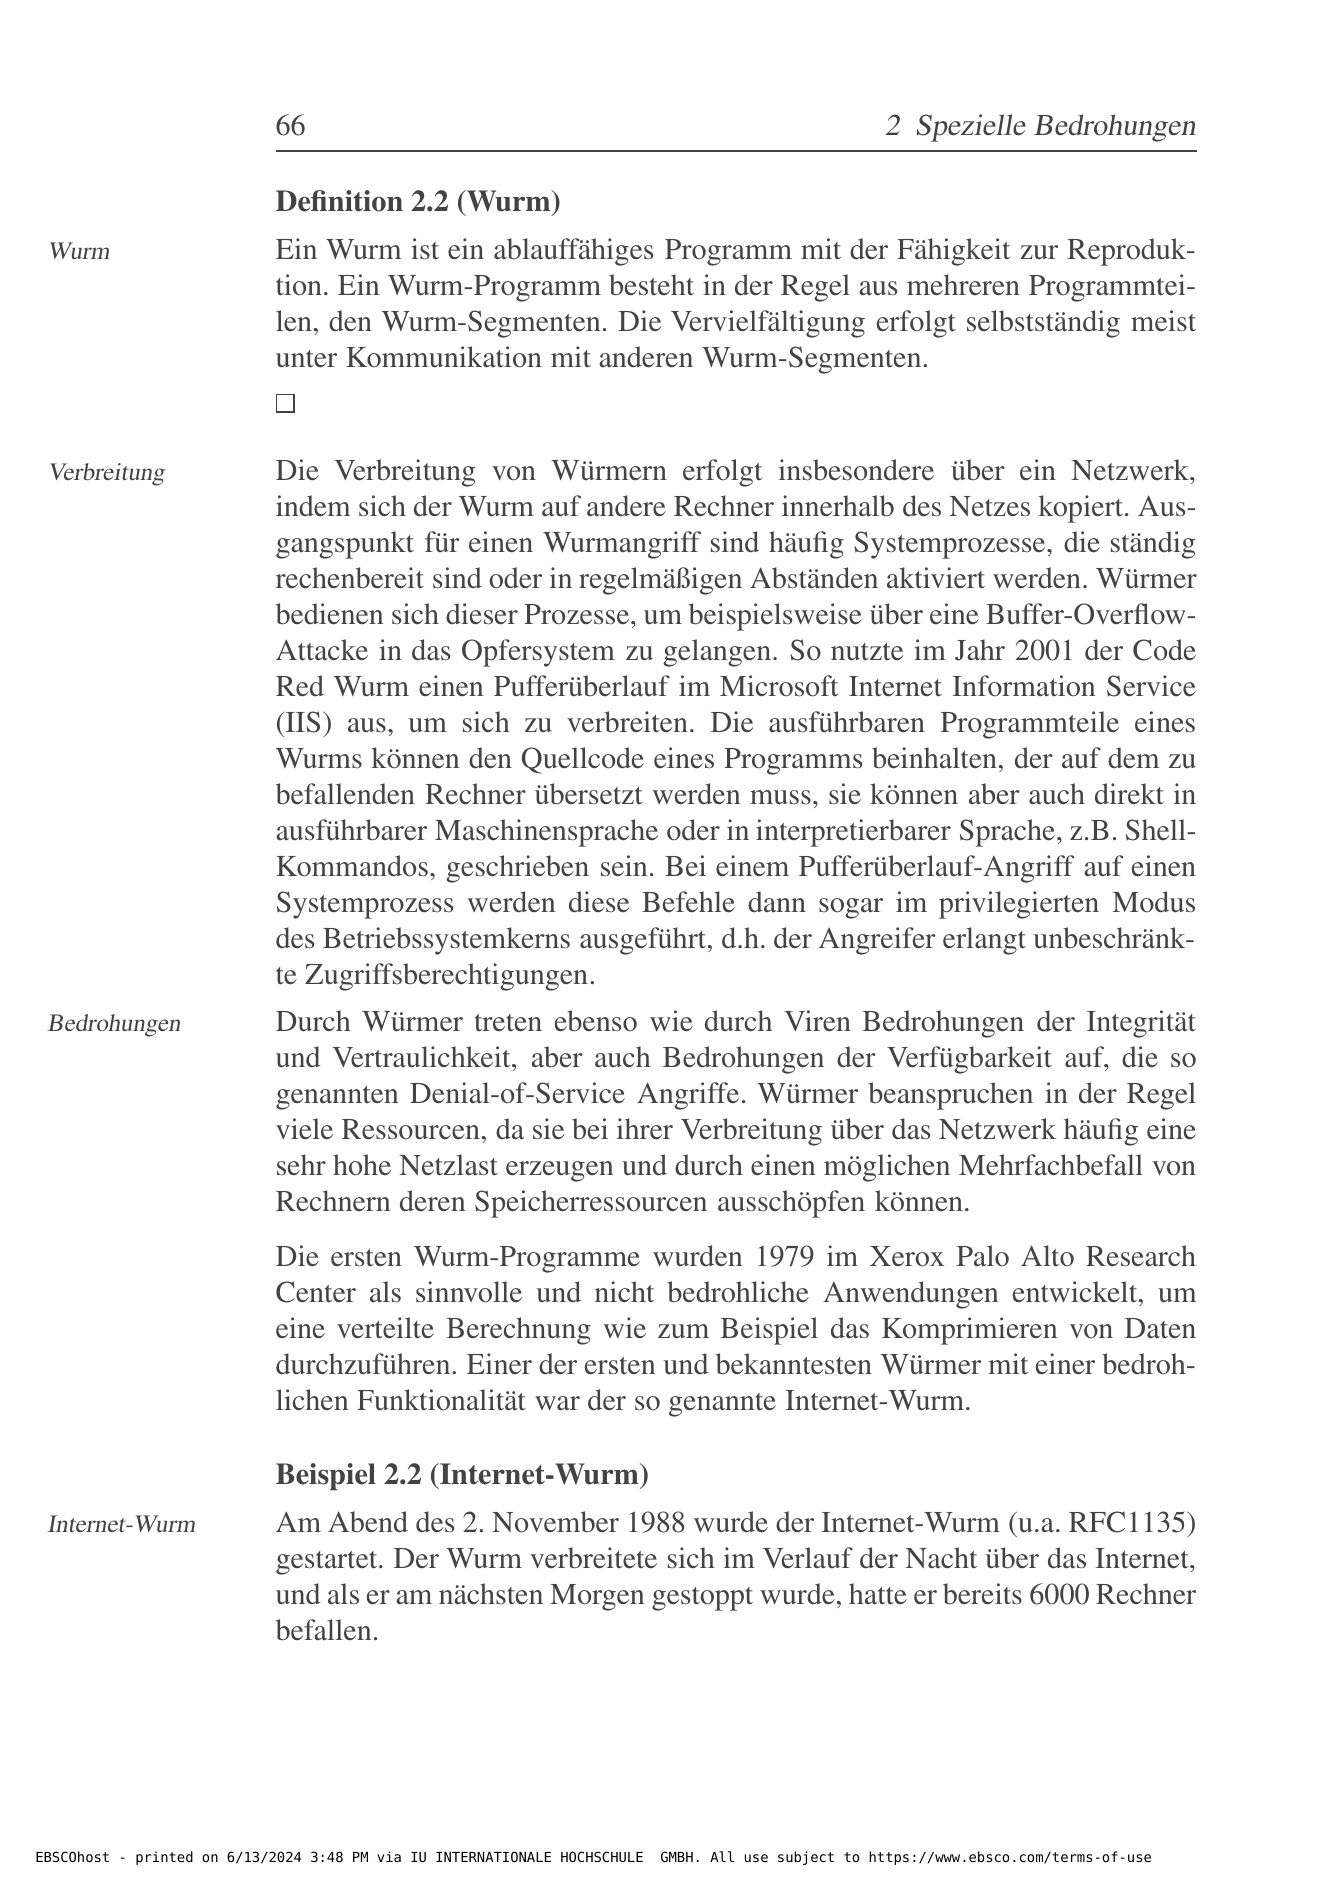 66 2 Spezielle Bedrohungen
Definition 2.2 (Wurm)
Wurm
Ein Wurm ist ein ablauffähiges Programm mit der Fähigkeit zur Reproduk-
tion. Ein Wurm-Programm besteht in der Regel aus mehreren Programmtei-
len, den Wurm-Segmenten. Die Vervielfältigung erfolgt selbstständig meist
unter Kommunikation mit anderen Wurm-Segmenten.
□
Verbreitung
Die Verbreitung von Würmern erfolgt insbesondere über ein Netzwerk,
indem sich der Wurm auf andere Rechner innerhalb des Netzes kopiert. Aus-
gangspunkt für einen Wurmangriff sind häufig Systemprozesse, die ständig
rechenbereit sind oder in regelmäßigen Abständen aktiviert werden. Würmer
bedienen sich dieser Prozesse, um beispielsweise über eine Buffer-Overflow-
Attacke in das Opfersystem zu gelangen. So nutzte im Jahr 2001 der Code
Red Wurm einen Pufferüberlauf im Microsoft Internet Information Service
(IIS) aus, um sich zu verbreiten. Die ausführbaren Programmteile eines
Wurms können den Quellcode eines Programms beinhalten, der auf dem zu
befallenden Rechner übersetzt werden muss, sie können aber auch direkt in
ausführbarer Maschinensprache oder in interpretierbarer Sprache, z.B. Shell-
Kommandos, geschrieben sein. Bei einem Pufferüberlauf-Angriff auf einen
Systemprozess werden diese Befehle dann sogar im privilegierten Modus
des Betriebssystemkerns ausgeführt, d.h. der Angreifer erlangt unbeschränk-
te Zugriffsberechtigungen.
Bedrohungen
Durch Würmer treten ebenso wie durch Viren Bedrohungen der Integrität
und Vertraulichkeit, aber auch Bedrohungen der Verfügbarkeit auf, die so
genannten Denial-of-Service Angriffe. Würmer beanspruchen in der Regel
viele Ressourcen, da sie bei ihrer Verbreitung über das Netzwerk häufig eine
sehr hohe Netzlast erzeugen und durch einen möglichen Mehrfachbefall von
Rechnern deren Speicherressourcen ausschöpfen können.
Die ersten Wurm-Programme wurden 1979 im Xerox Palo Alto Research
Center als sinnvolle und nicht bedrohliche Anwendungen entwickelt, um
eine verteilte Berechnung wie zum Beispiel das Komprimieren von Daten
durchzuführen. Einer der ersten und bekanntesten Würmer mit einer bedroh-
lichen Funktionalität war der so genannte Internet-Wurm.
Beispiel 2.2 (Internet-Wurm)
Internet-Wurm
Am Abend des 2. November 1988 wurde der Internet-Wurm (u.a. RFC1135)
gestartet. Der Wurm verbreitete sich im Verlauf der Nacht über das Internet,
und als er am nächsten Morgen gestoppt wurde, hatte er bereits 6000 Rechner
befallen.
EBSCOhost - printed on 6/13/2024 3:48 PM via IU INTERNATIONALE HOCHSCHULE GMBH. All use subject to https://www.ebsco.com/terms-of-use